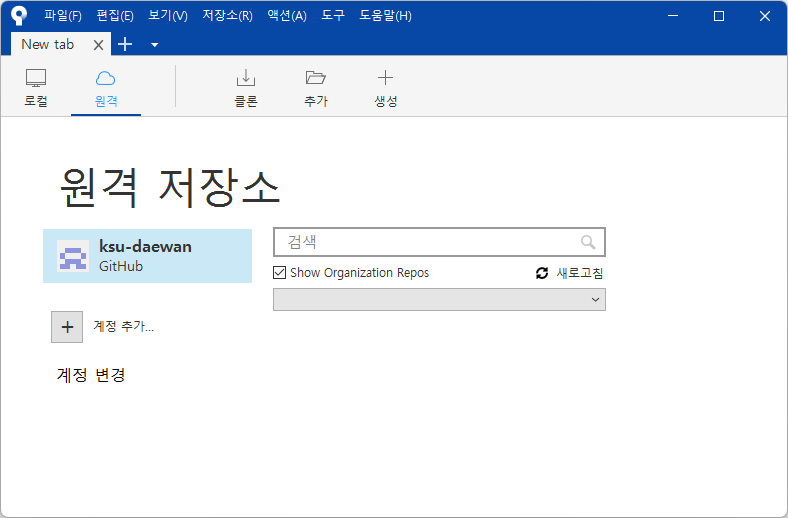 파일(F) 편집(E) 보기(V) 저장소(R) 액션(A) 도구 도움말(H)
New tab
로컬 원격 클론 추가 생성
원격 저장소
ksu-daewan
GitHub
검색
Show Organization Repos 새로고침
계정 추가...
계정 변경